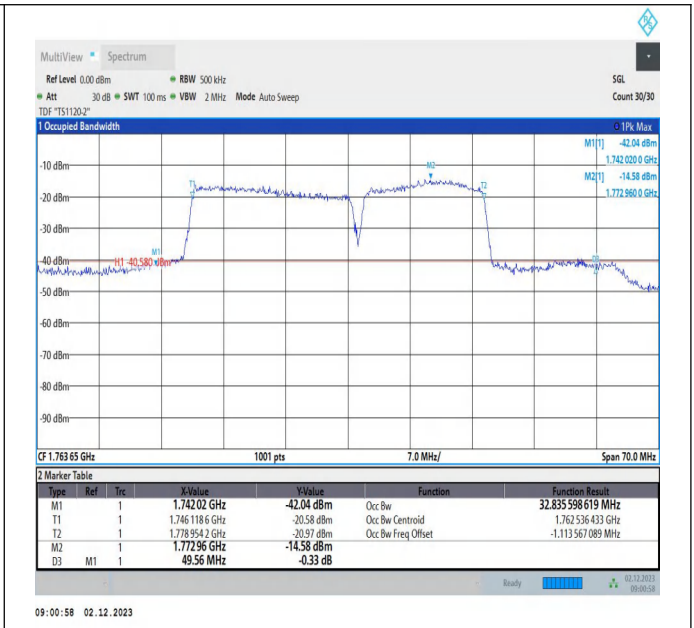 R S
MultiView Spectrum
Ref Level 0.00 dBm RBW 500 kHz SGL
Att 30 dB SWT 100 ms VBW 2 MHz Mode Auto Sweep Count 30/30
TDF "TS1120-2"
1 Occupied Bandwidth 1Pk Max
M1[1] -42.04 dBm
1.742 020 0 GHz
M2[1] -14.58 dBm
1.772 960 0 GHz
-10 dBm
M2
T1
T2
-20 dBm
-30 dBm
M1
D3
-40 dBm
H1 -40.580 dBm
-50 dBm
-60 dBm
-70 dBm
-80 dBm
-90 dBm
CF 1.763 65 GHz 1001 pts 7.0 MHz/ Span 70.0 MHz
2 Marker Table
Type Ref Trc X-Value Y-Value Function Function Result
M1 1 1.742 02 GHz -42.04 dBm Occ Bw 32.835 598 619 MHz
T1 1 1.746 118 6 GHz -20.58 dBm Occ Bw Centroid 1.762 536 433 GHz
T2 1 1.778 954 2 GHz -20.97 dBm Occ Bw Freq Offset -1.113 567 089 MHz
M2 1 1.772 96 GHz -14.58 dBm
D3 M1 1 49.56 MHz -0.33 dB
Ready 02.12.2023
09:00:58
09:00:58 02.12.2023